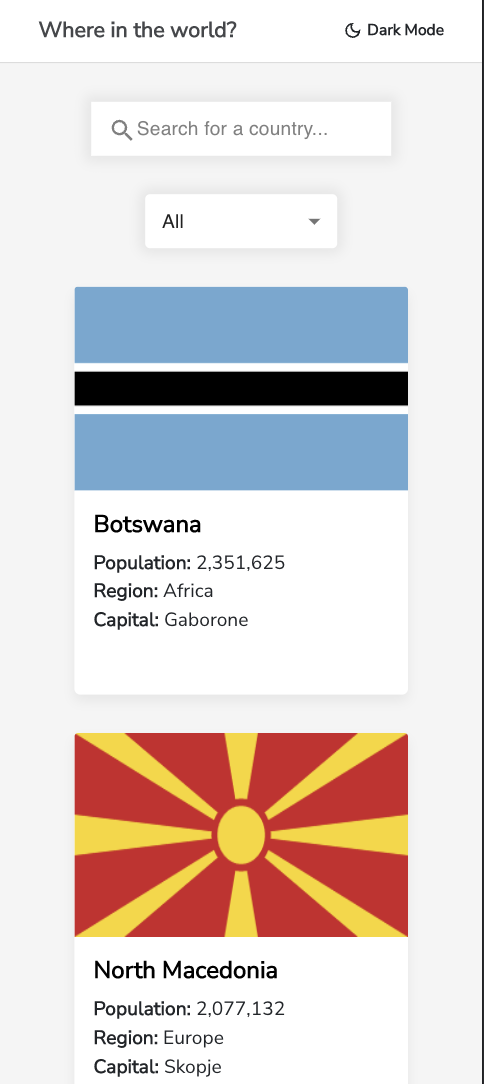 Where in the world?
Dark Mode
Search for a country...
All
Botswana
Population: 2,351,625
Region: Africa
Capital: Gaborone
North Macedonia
Population: 2,077,132
Region: Europe
Capital: Skopje